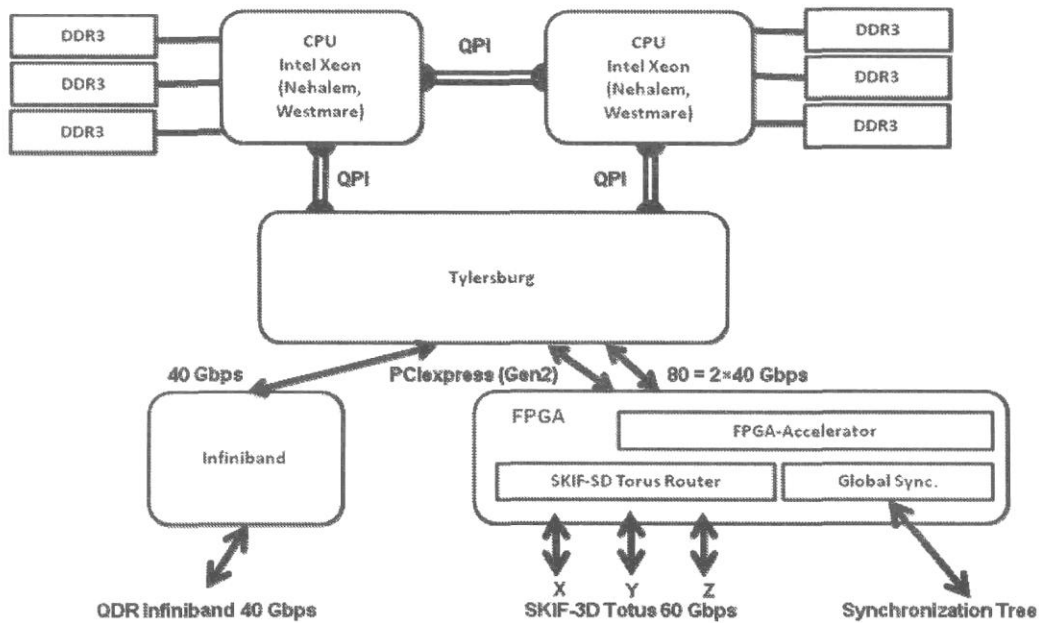 DDR3
DDR3
DDR3
CPU
Intel Xeon
(Nehalem,
Westmare)
QPI
CPU
Intel Xeon
(Nehalem,
Westmare)
DDR3
DDR3
DDR3
QPI
QPI
Tylersburg
40 Gbps
PCIexpress (Gen2)
80 = 2×40 Gbps
Infiniband
FPGA
FPGA-Accelerator
SKIF-SD Torus Router
Global Sync.
X
Y
Z
QDR Infiniband 40 Gbps
SKIF-3D Totus 60 Gbps
Synchronization Tree